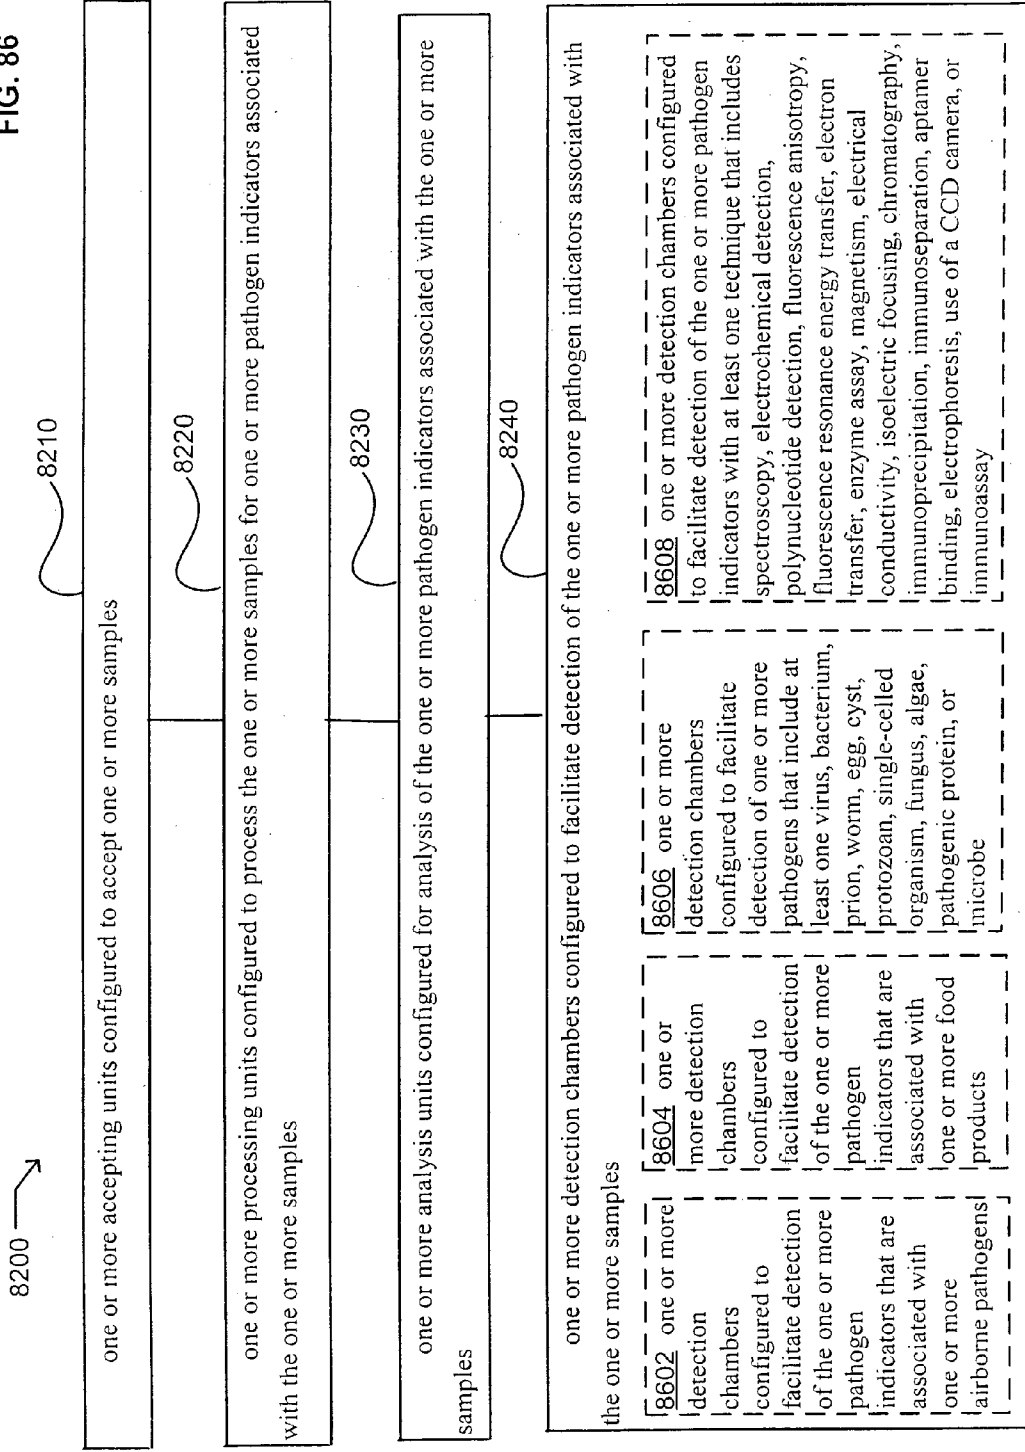 FIG. 86
8200
8210
one or more accepting units configured to accept one or more samples
8220
one or more processing units configured to process the one or more samples for one or more pathogen indicators associated
with the one or more samples
8230
one or more analysis units configured for analysis of the one or more pathogen indicators associated with the one or more
samples
8240
one or more detection chambers configured to facilitate detection of the one or more pathogen indicators associated with
the one or more samples
8602 one or more
detection
chambers
configured to
facilitate detection
of the one or more
pathogen
indicators that are
associated with
one or more
airborne pathogens
8604 one or
more detection
chambers
configured to
facilitate detection
of the one or more
pathogen
indicators that are
associated with
one or more food
products
8606 one or more
detection chambers
configured to facilitate
detection of one or more
pathogens that include at
least one virus, bacterium,
prion, worm, egg, cyst,
protozoan, single-celled
organism, fungus, algae,
pathogenic protein, or
microbe
8608 one or more detection chambers configured
to facilitate detection of the one or more pathogen
indicators with at least one technique that includes
spectroscopy, electrochemical detection,
polynucleotide detection, fluorescence anisotropy,
fluorescence resonance energy transfer, electron
transfer, enzyme assay, magnetism, electrical
conductivity, isoelectric focusing, chromatography,
immunoprecipitation, immunoseparation, aptamer
binding, electrophoresis, use of a CCD camera, or
immunoassay